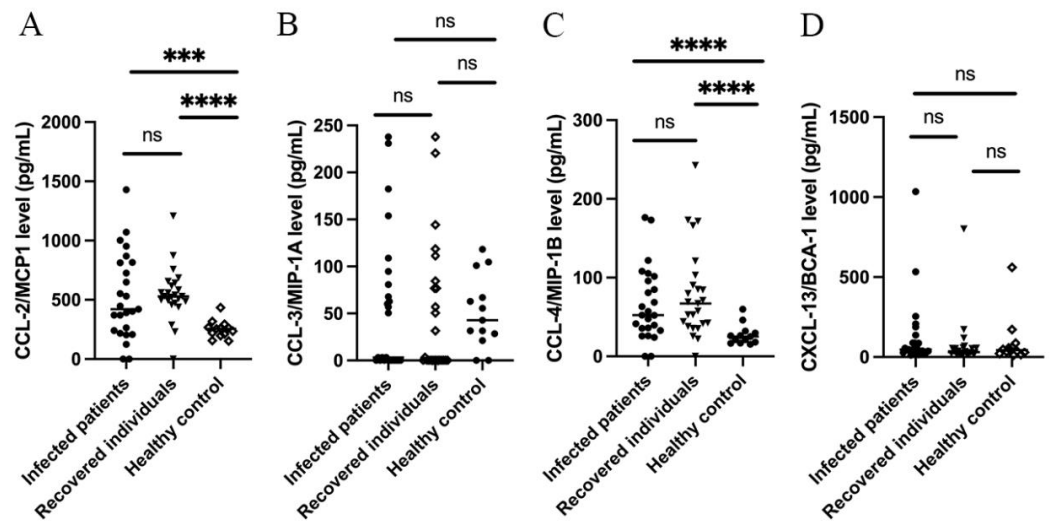 A
***
****
ns
CCL-2/MCP1 level (pg/mL)
2000
1500
1000
500
0
Infected patients
Recovered individuals
Healthy control
B
ns
ns
ns
CCL-3/MIP-1A level (pg/mL)
250
200
150
100
50
0
Infected patients
Recovered individuals
Healthy control
C
****
****
ns
CCL-4/MIP-1B level (pg/mL)
300
200
100
0
Infected patients
Recovered individuals
Healthy control
D
ns
ns
ns
CXCL-13/BCA-1 level (pg/mL)
1500
1000
500
0
Infected patients
Recovered individuals
Healthy control